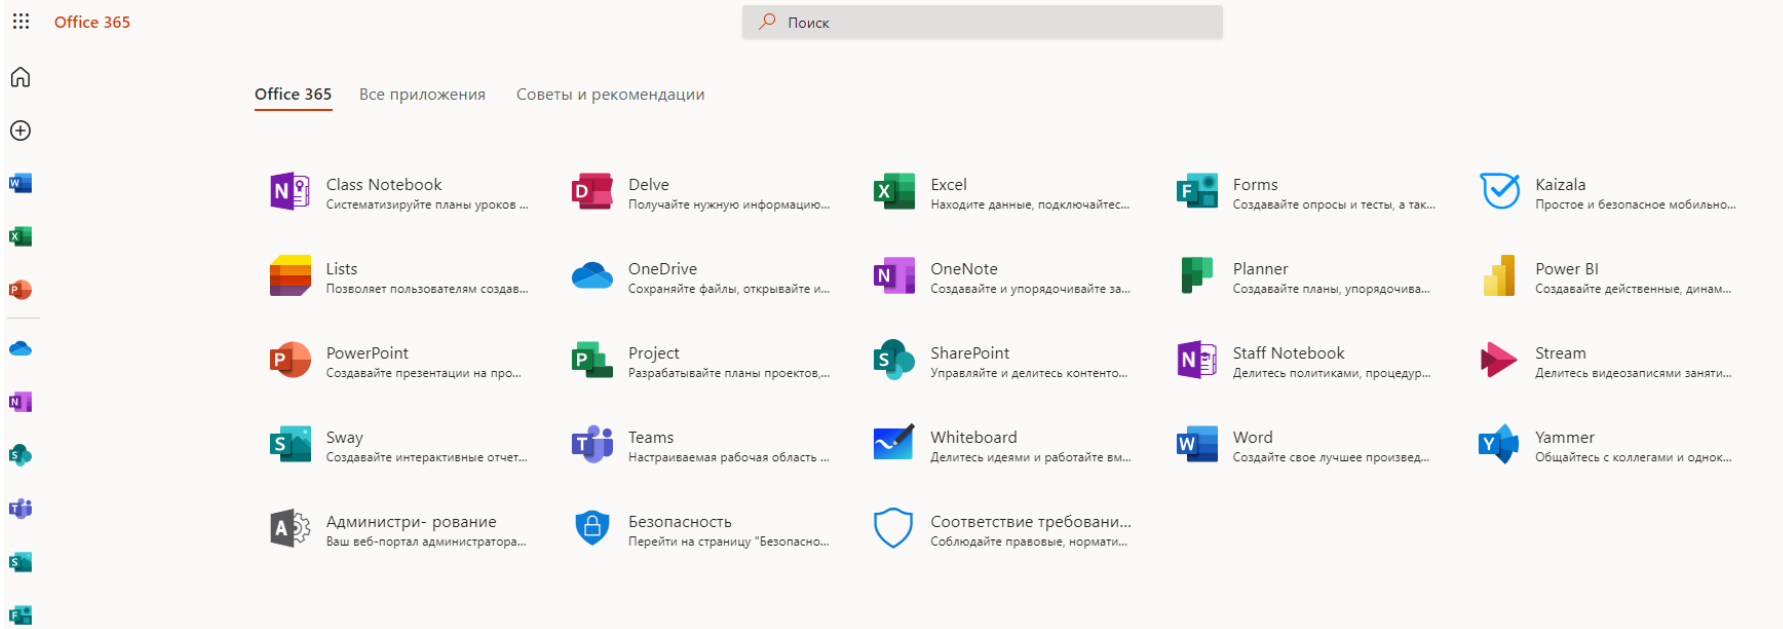 Office 365
Поиск
Office 365 Все приложения Советы и рекомендации
Class Notebook
Систематизируйте планы уроков ...
Delve
Получайте нужную информацию...
Excel
Находите данные, подключайтес...
Forms
Создавайте опросы и тесты, а так...
Kaizala
Простое и безопасное мобильно...
Lists
Позволяет пользователям создав...
OneDrive
Сохраняйте файлы, открывайте и...
OneNote
Создавайте и упорядочивайте за...
Planner
Создавайте планы, упорядочива...
Power BI
Создавайте действенные, динам...
PowerPoint
Создавайте презентации на про...
Project
Разрабатывайте планы проектов,...
SharePoint
Управляйте и делитесь контенто...
Staff Notebook
Делитесь политиками, процедур...
Stream
Делитесь видеозаписями заняти...
Sway
Создавайте интерактивные отчет...
Teams
Настраиваемая рабочая область ...
Whiteboard
Делитесь идеями и работайте вм...
Word
Создайте свое лучшее произвед...
Yammer
Общайтесь с коллегами и однок...
Администри- рование
Ваш веб-портал администратора...
Безопасность
Перейти на страницу "Безопасно...
Соответствие требовани...
Соблюдайте правовые, нормати...